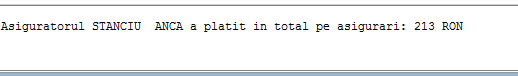 Asiguratorul STANCIU  ANCA a platit in total pe asigurari: 213 RON